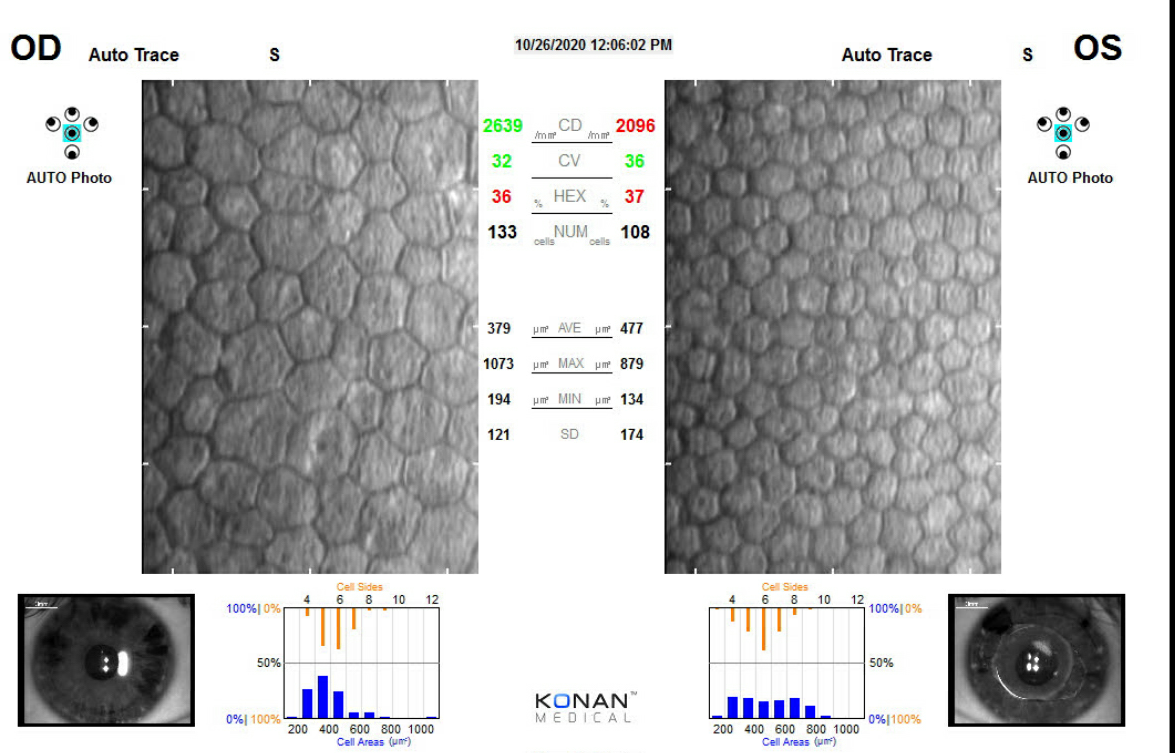 OD Auto Trace S 10/26/2020 12:06:02 PM Auto Trace S OS
AUTO Photo
AUTO Photo
2639 /mm² CD /mm² 2096
32 CV 36
36 % HEX % 37
133 cells NUM cells 108
379 µm² AVE µm² 477
1073 µm² MAX µm² 879
194 µm² MIN µm² 134
121 SD 174
Cell Sides
4 6 8 10 12
100%|0%
50%
0%|100%
200 400 600 800 1000
Cell Areas (µm²)
KONAN™
MEDICAL
Cell Sides
4 6 8 10 12
100%|0%
50%
0%|100%
200 400 600 800 1000
Cell Areas (µm²)